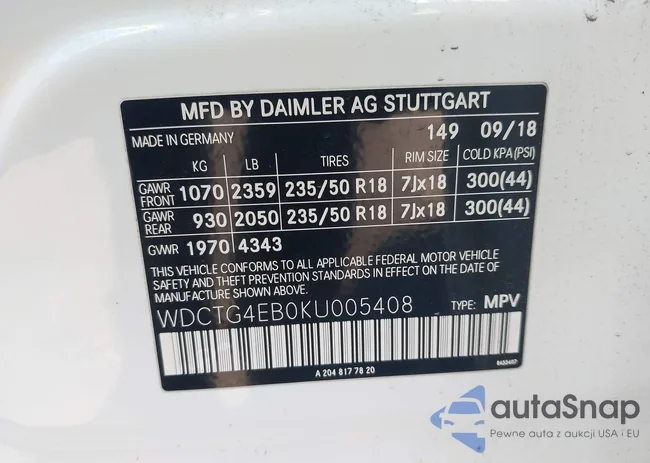 MFD BY DAIMLER AG STUTTGART
MADE IN GERMANY 149 09/18
KG LB TIRES RIM SIZE COLD KPA(PSI)
GAWR FRONT 1070 2359 235/50 R18 7Jx18 300(44)
GAWR REAR 930 2050 235/50 R18 7Jx18 300(44)
GVWR 1970 4343
THIS VEHICLE CONFORMS TO ALL APPLICABLE FEDERAL MOTOR VEHICLE
SAFETY AND THEFT PREVENTION STANDARDS IN EFFECT ON THE DATE OF
MANUFACTURE SHOWN ABOVE.
WDCTG4EB0KU005408 TYPE: MPV
A 204 817 78 20
autaSnap
Pewne auta z aukcji USA i EU